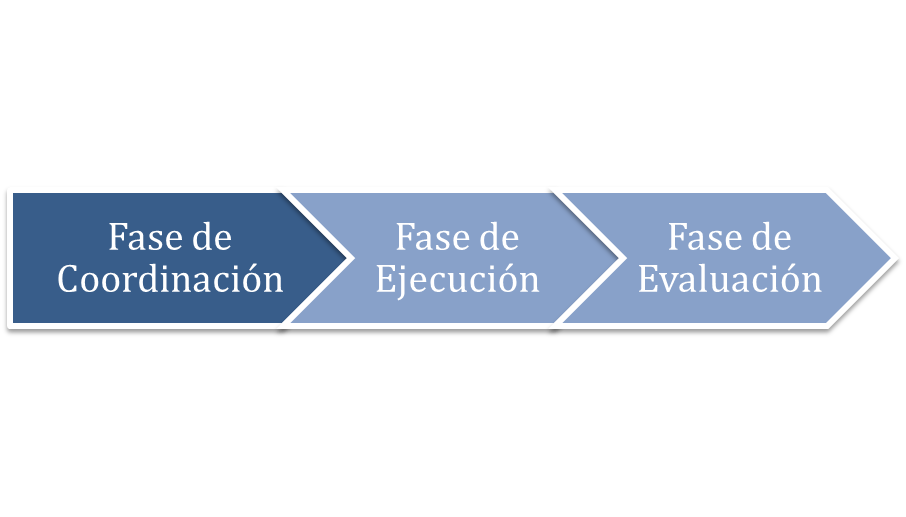 Fase de
Coordinación
Fase de
Ejecución
Fase de
Evaluación